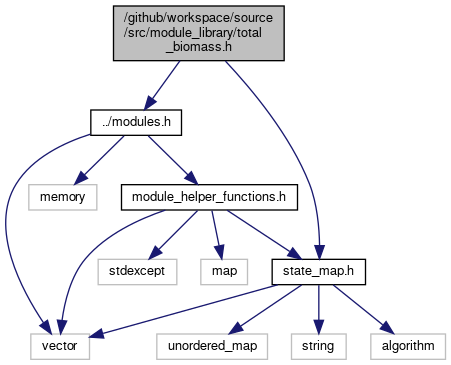 /github/workspace/source
/src/module_library/total
_biomass.h
../modules.h
memory
module_helper_functions.h
stdexcept
map
state_map.h
vector
unordered_map
string
algorithm